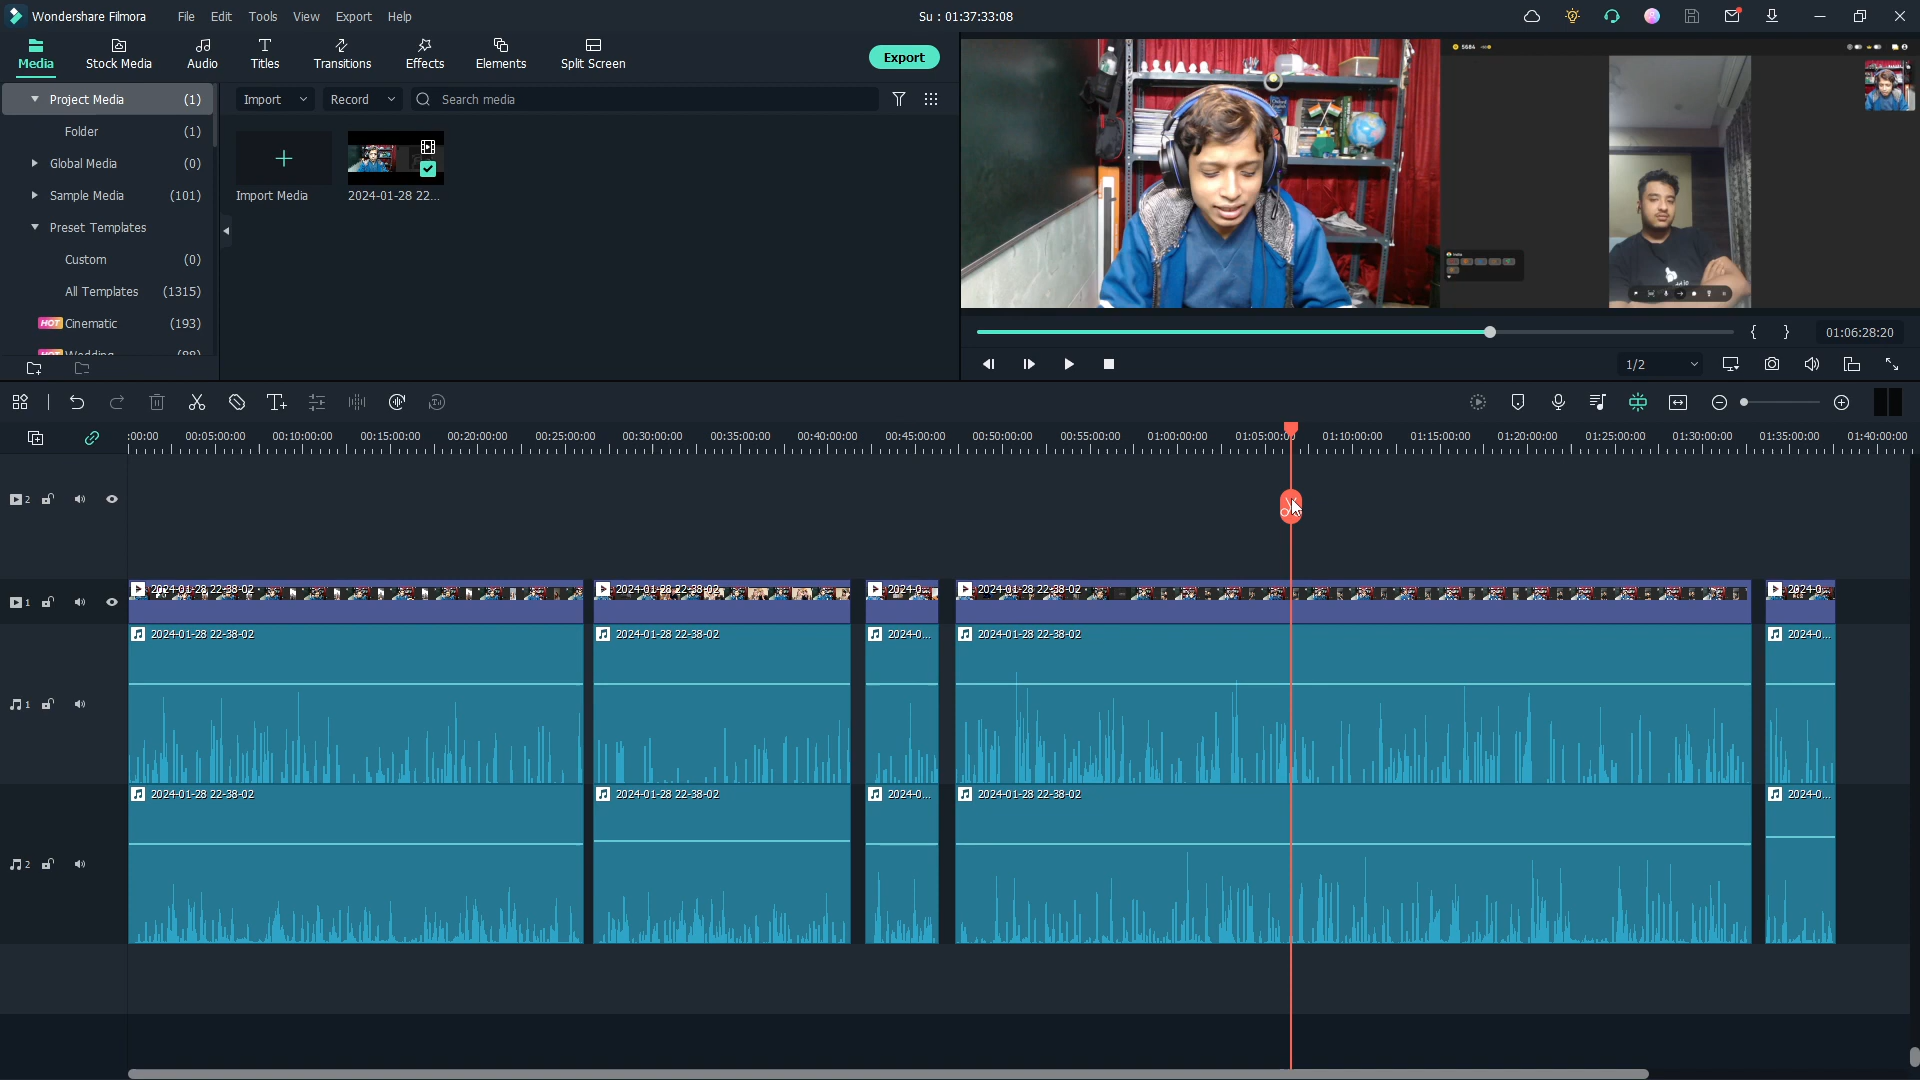 Wondershare Filmora File Edit Tools View Export Help Su : 01:37:33:08
Media Stock Media Audio Titles Transitions Effects Elements Split Screen Export
Project Media (1)
Folder (1)
Global Media (0)
Sample Media (101)
Preset Templates
Custom (0)
All Templates (1315)
HOT Cinematic (193)
HOT Wedding (88)
Import Record Search media
Import Media 2024-01-28 22...
5684
India
{ } 01:06:28:20
1/2
:00:00 00:05:00:00 00:10:00:00 00:15:00:00 00:20:00:00 00:25:00:00 00:30:00:00 00:35:00:00 00:40:00:00 00:45:00:00 00:50:00:00 00:55:00:00 01:00:00:00 01:05:00:00 01:10:00:00 01:15:00:00 01:20:00:00 01:25:00:00 01:30:00:00 01:35:00:00 01:40:00:00
2
1 2024-01-28 22-38-02 2024-01-28 22-38-02 2024-0... 2024-01-28 22-38-02 2024-0...
2024-01-28 22-38-02 2024-01-28 22-38-02 2024-0... 2024-01-28 22-38-02 2024-0...
1
2024-01-28 22-38-02 2024-01-28 22-38-02 2024-0... 2024-01-28 22-38-02 2024-0...
2